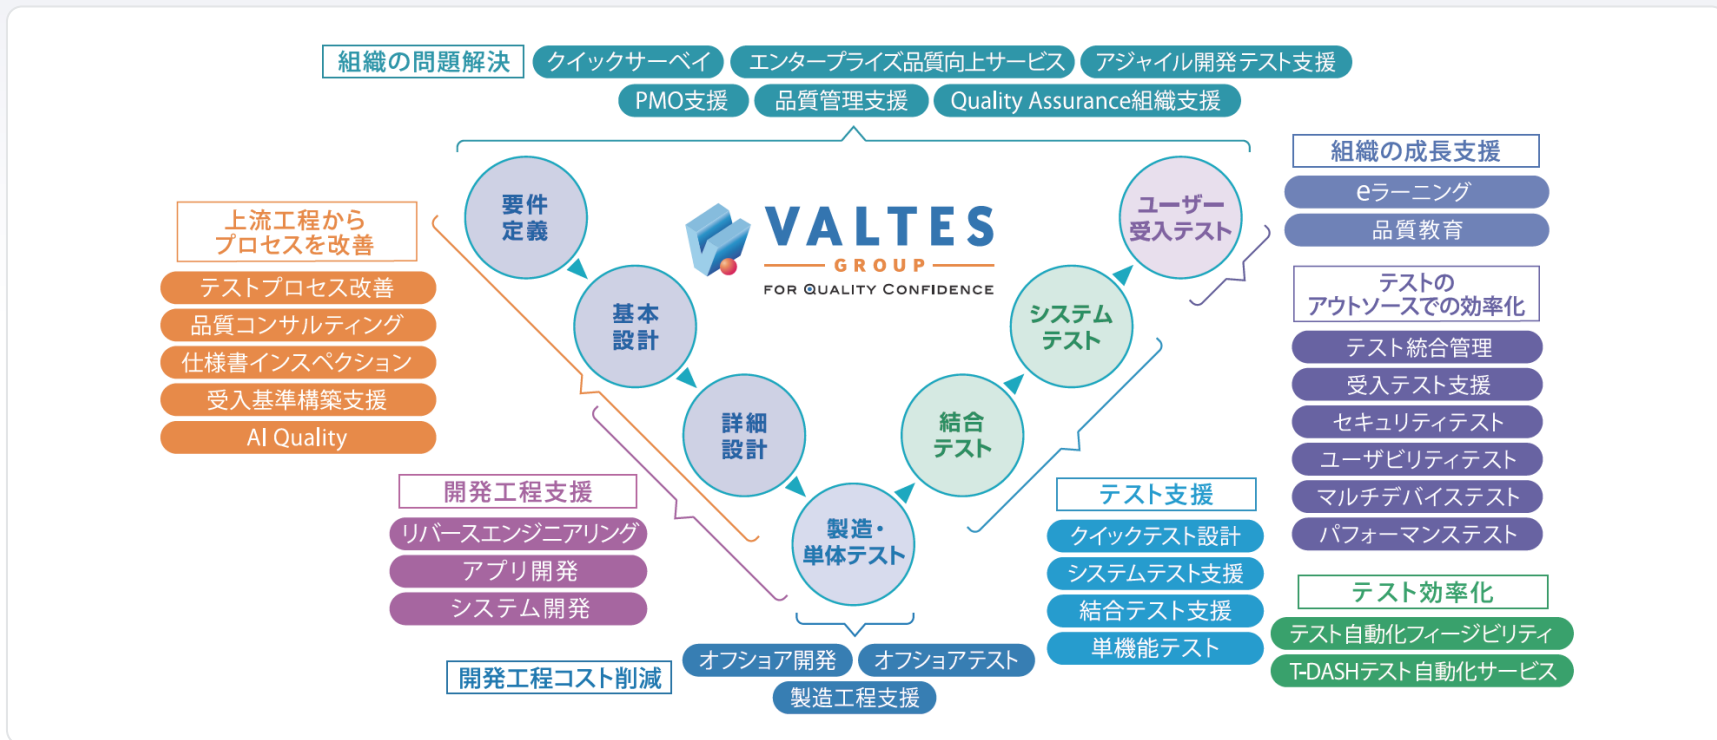 組織の問題解決
クイックサーベイ
エンタープライズ品質向上サービス
アジャイル開発テスト支援
PMO支援
品質管理支援
Quality Assurance組織支援
上流工程から
プロセスを改善
テストプロセス改善
品質コンサルティング
仕様書インスペクション
受入基準構築支援
AI Quality
要件
定義
基本
設計
詳細
設計
製造・
単体テスト
結合
テスト
システム
テスト
ユーザー
受入テスト
VALTES
GROUP
FOR QUALITY CONFIDENCE
開発工程支援
リバースエンジニアリング
アプリ開発
システム開発
開発工程コスト削減
オフショア開発
オフショアテスト
製造工程支援
テスト支援
クイックテスト設計
システムテスト支援
結合テスト支援
単機能テスト
組織の成長支援
eラーニング
品質教育
テストの
アウトソースでの効率化
テスト統合管理
受入テスト支援
セキュリティテスト
ユーザビリティテスト
マルチデバイステスト
パフォーマンステスト
テスト効率化
テスト自動化フィージビリティ
T-DASHテスト自動化サービス